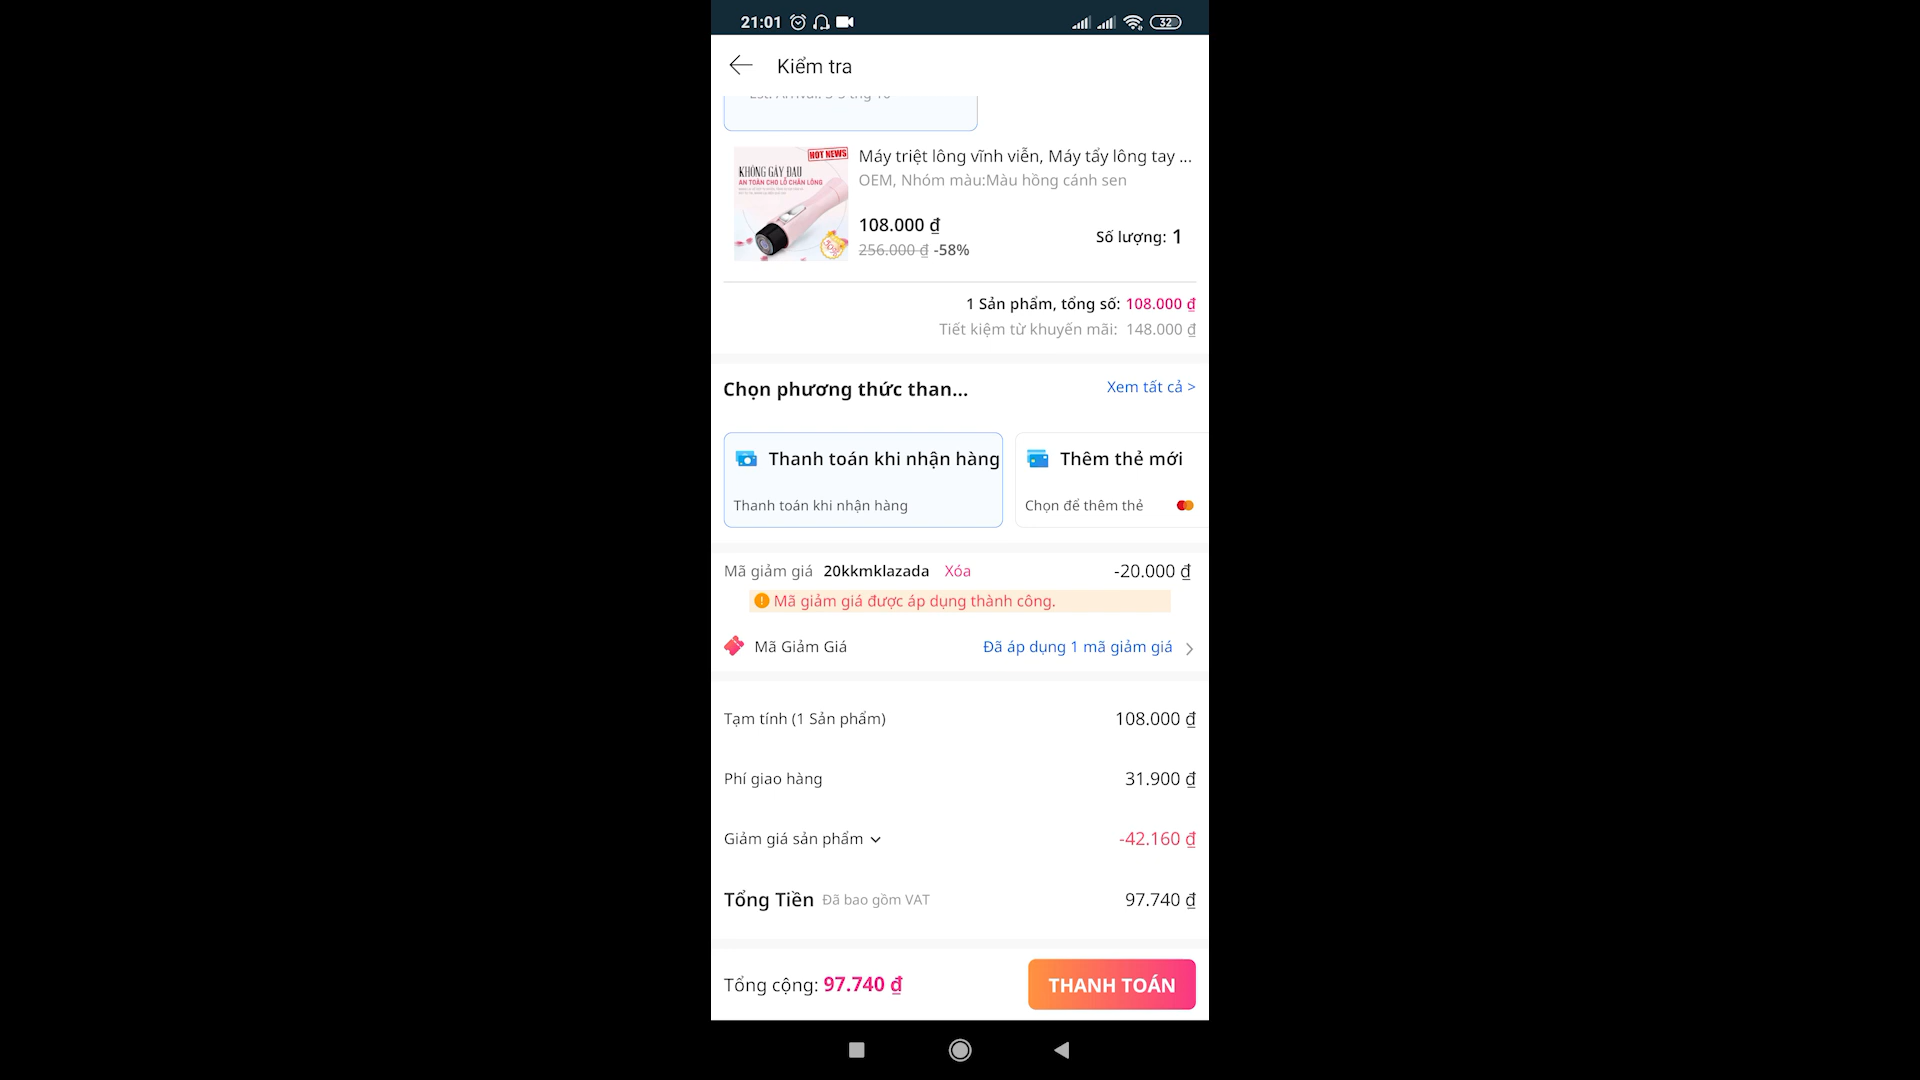 21:01
32
Kiểm tra
HOT NEWS
KHÔNG GÂY ĐAU
AN TOÀN CHO LỖ CHÂN LÔNG
Máy triệt lông vĩnh viễn, Máy tẩy lông tay ...
OEM, Nhóm màu:Màu hồng cánh sen
108.000 ₫
256.000 ₫ -58%
Số lượng: 1
1 Sản phẩm, tổng số: 108.000 ₫
Tiết kiệm từ khuyến mãi: 148.000 ₫
Chọn phương thức than...
Xem tất cả >
Thanh toán khi nhận hàng
Thanh toán khi nhận hàng
Thêm thẻ mới
Chọn để thêm thẻ
Mã giảm giá 20kkmklazada Xóa -20.000 ₫
Mã giảm giá được áp dụng thành công.
Mã Giảm Giá Đã áp dụng 1 mã giảm giá
Tạm tính (1 Sản phẩm) 108.000 ₫
Phí giao hàng 31.900 ₫
Giảm giá sản phẩm -42.160 ₫
Tổng Tiền Đã bao gồm VAT 97.740 ₫
Tổng cộng: 97.740 ₫
THANH TOÁN